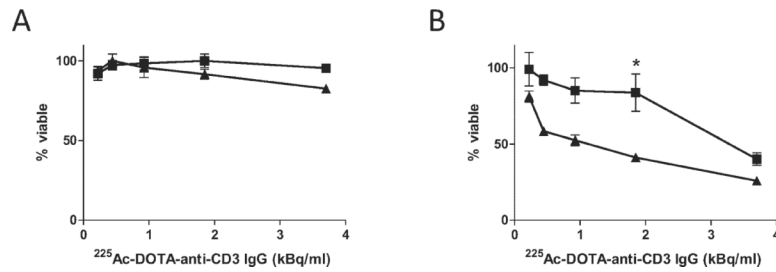 A
100
50
0
% viable
0
1
2
3
4
²²⁵Ac-DOTA-anti-CD3 IgG (kBq/ml)
B
*
100
50
0
% viable
0
1
2
3
4
²²⁵Ac-DOTA-anti-CD3 IgG (kBq/ml)